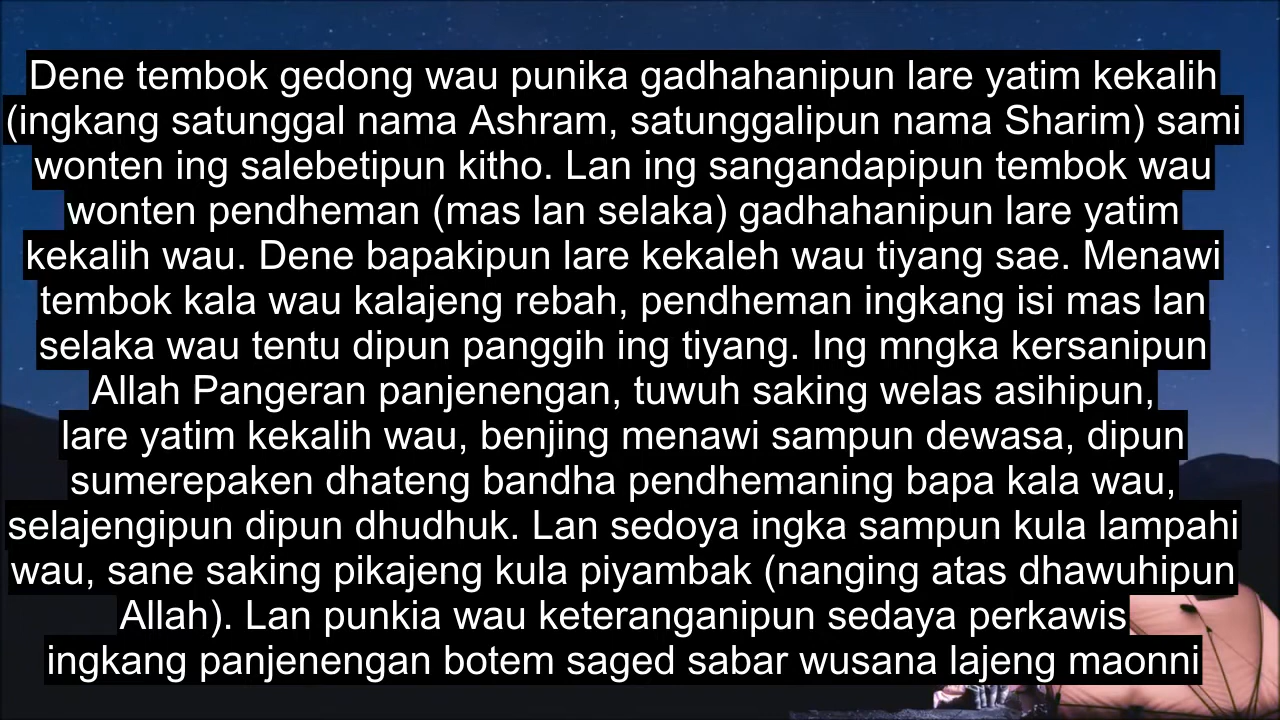 Dene tembok gedong wau punika gadhahanipun lare yatim kekalih
(ingkang satunggal nama Ashram, satunggalipun nama Sharim) sami
wonten ing salebetipun kitho. Lan ing sangandapipun tembok wau
wonten pendheman (mas lan selaka) gadhahanipun lare yatim
kekalih wau. Dene bapakipun lare kekaleh wau tiyang sae. Menawi
tembok kala wau kalajeng rebah, pendheman ingkang isi mas lan
selaka wau tentu dipun panggih ing tiyang. Ing mngka kersanipun
Allah Pangeran panjenengan, tuwuh saking welas asihipun,
lare yatim kekalih wau, benjing menawi sampun dewasa, dipun
sumerepaken dhateng bandha pendhemaning bapa kala wau,
selajengipun dipun dhudhuk. Lan sedoya ingka sampun kula lampahi
wau, sane saking pikajeng kula piyambak (nanging atas dhawuhipun
Allah). Lan punkia wau keteranganipun sedaya perkawis
ingkang panjenengan botem saged sabar wusana lajeng maonni